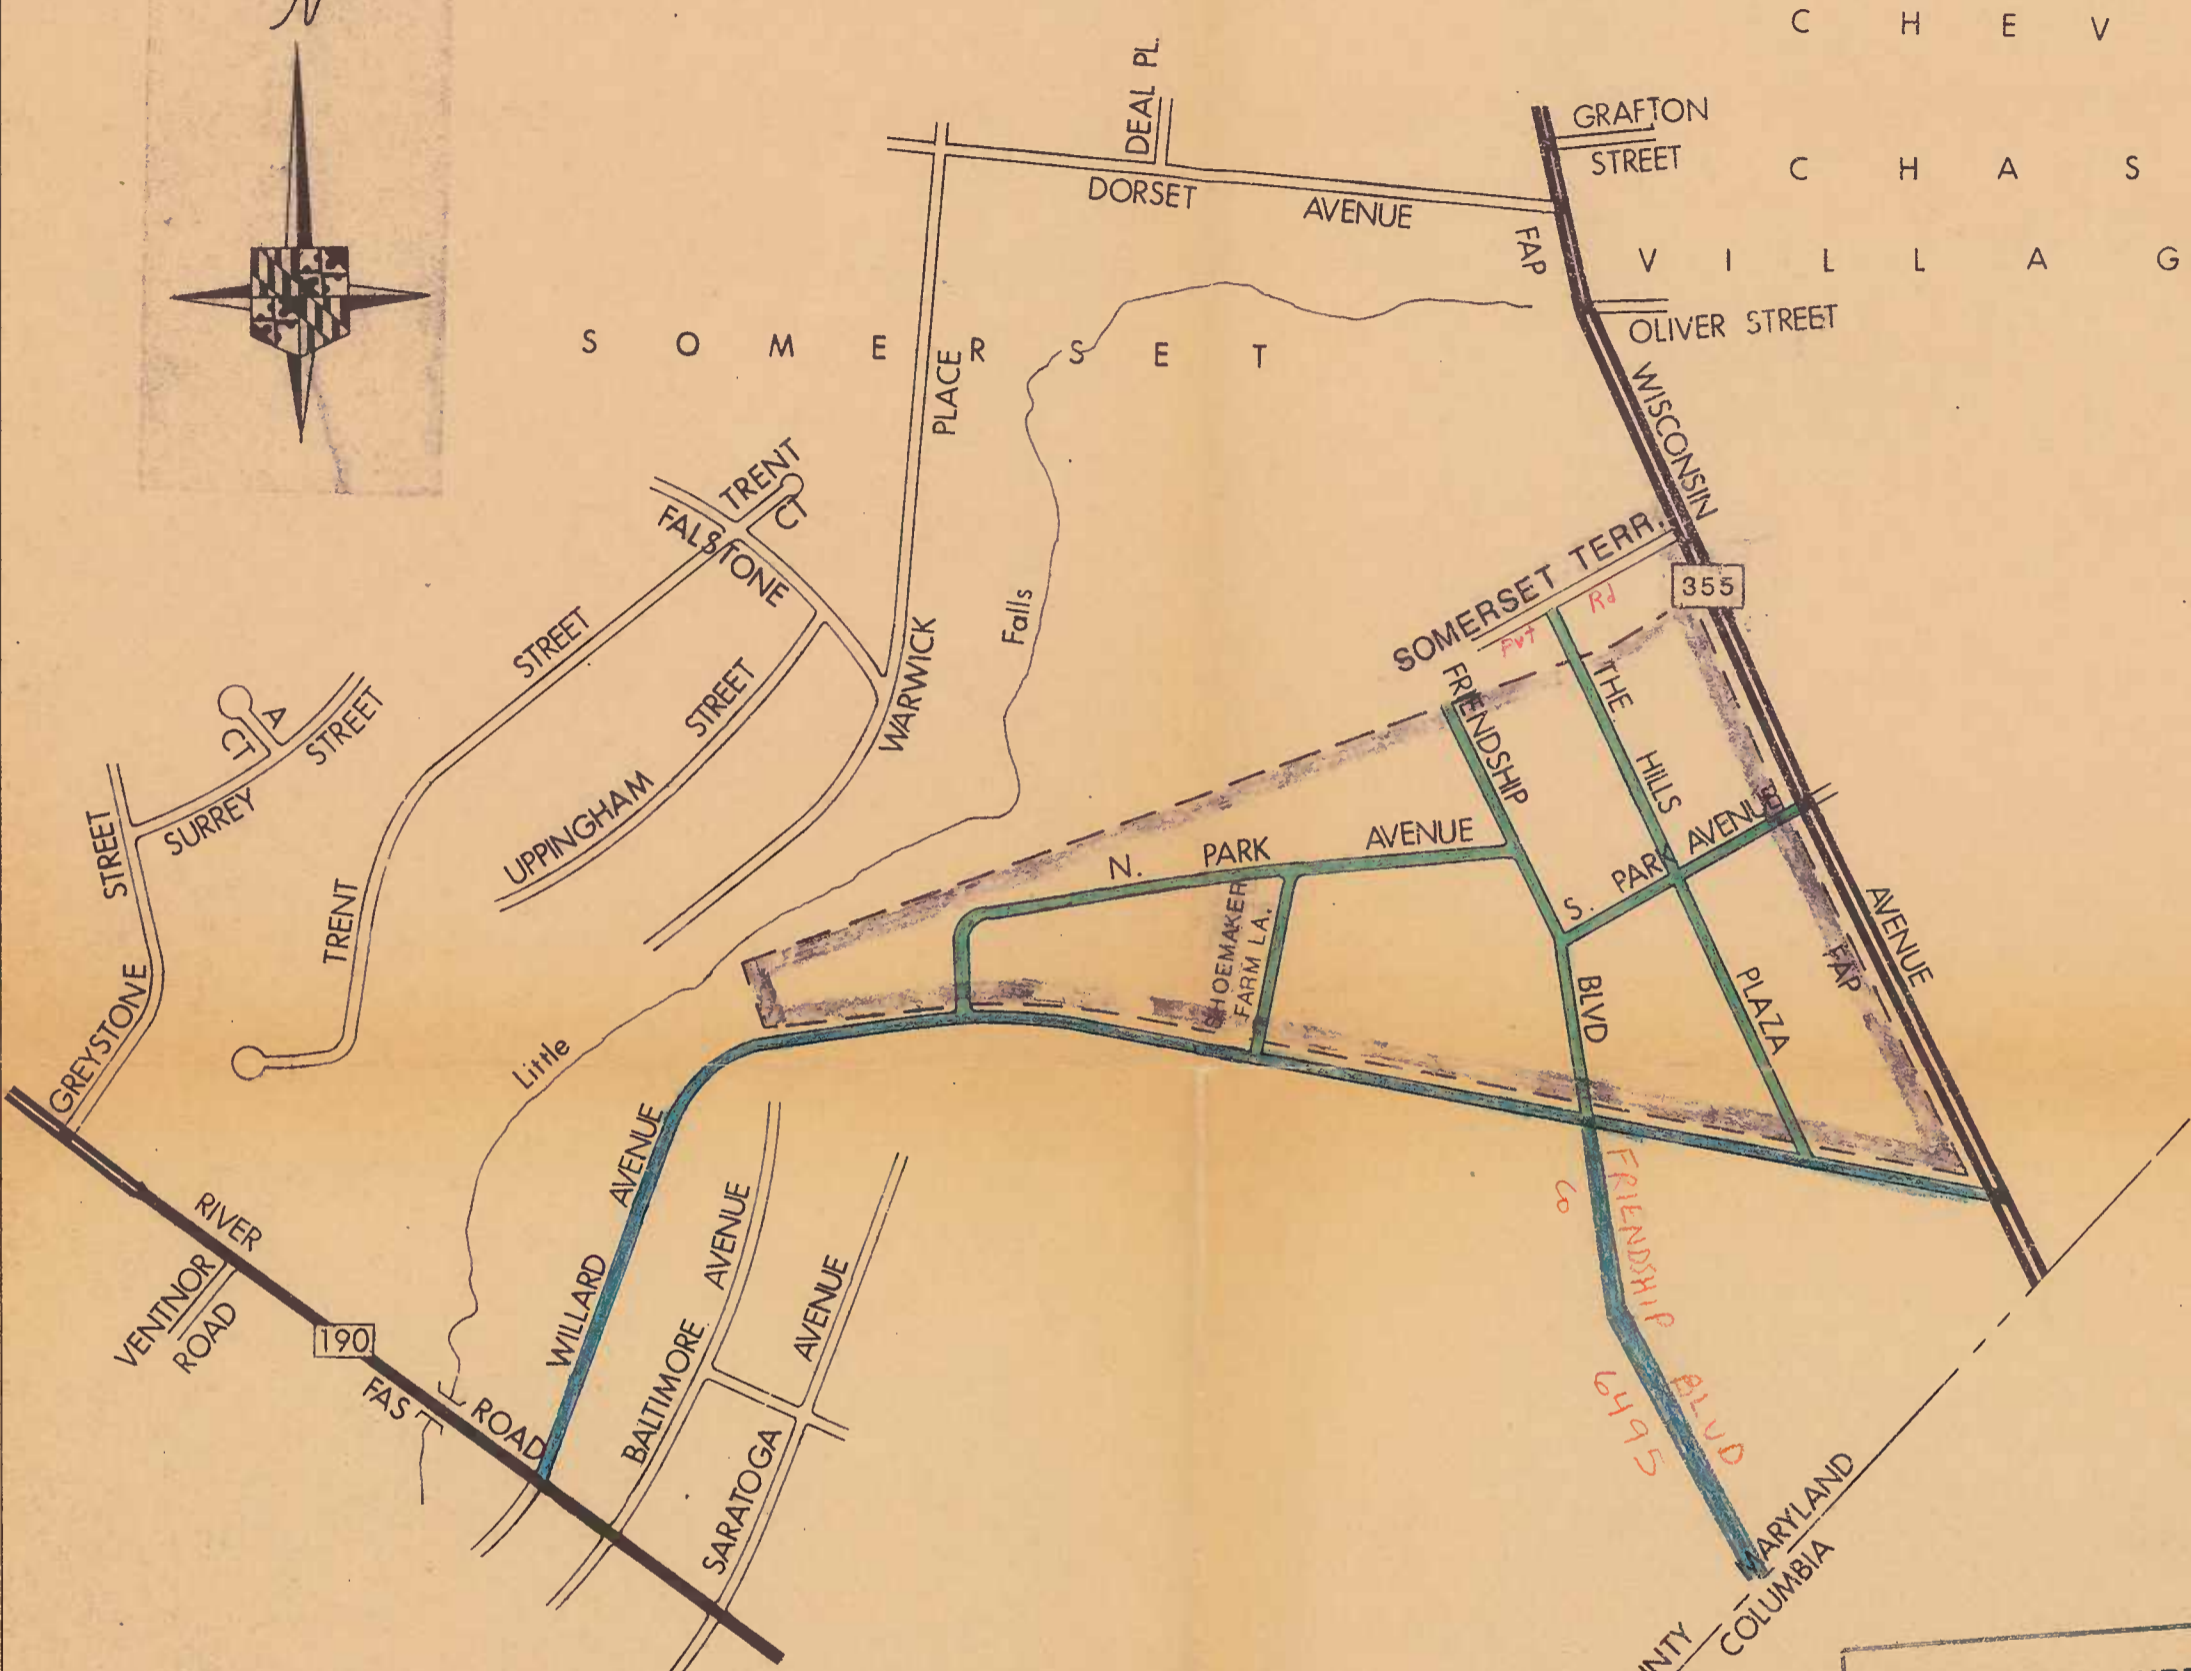 N
C H E V
C H A S
V I L L A G
GRAFTON
STREET
DEAL PL.
DORSET AVENUE
FAP
OLIVER STREET
S O M E R S E T
WISCONSIN
PLACE
TRENT
CT
FALSTONE
SOMERSET TERR.
Pvt Rd
355
STREET
Falls
WARWICK
FRIENDSHIP
THE
HILLS
A
CT
STREET
SURREY
STREET
UPPINGHAM
STREET
N. PARK AVENUE
S. PARK AVENUE
AVENUE
SHOEMAKER
FARM LA.
TRENT
GREYSTONE
BLVD
PLAZA
FAP
Little
AVENUE
WILLARD
RIVER
VENTNOR
ROAD
190
FAS
ROAD
AVENUE
BALTIMORE
AVENUE
SARATOGA
Co
FRIENDSHIP
BLVD
6495
MARYLAND
COLUMBIA
UNTY